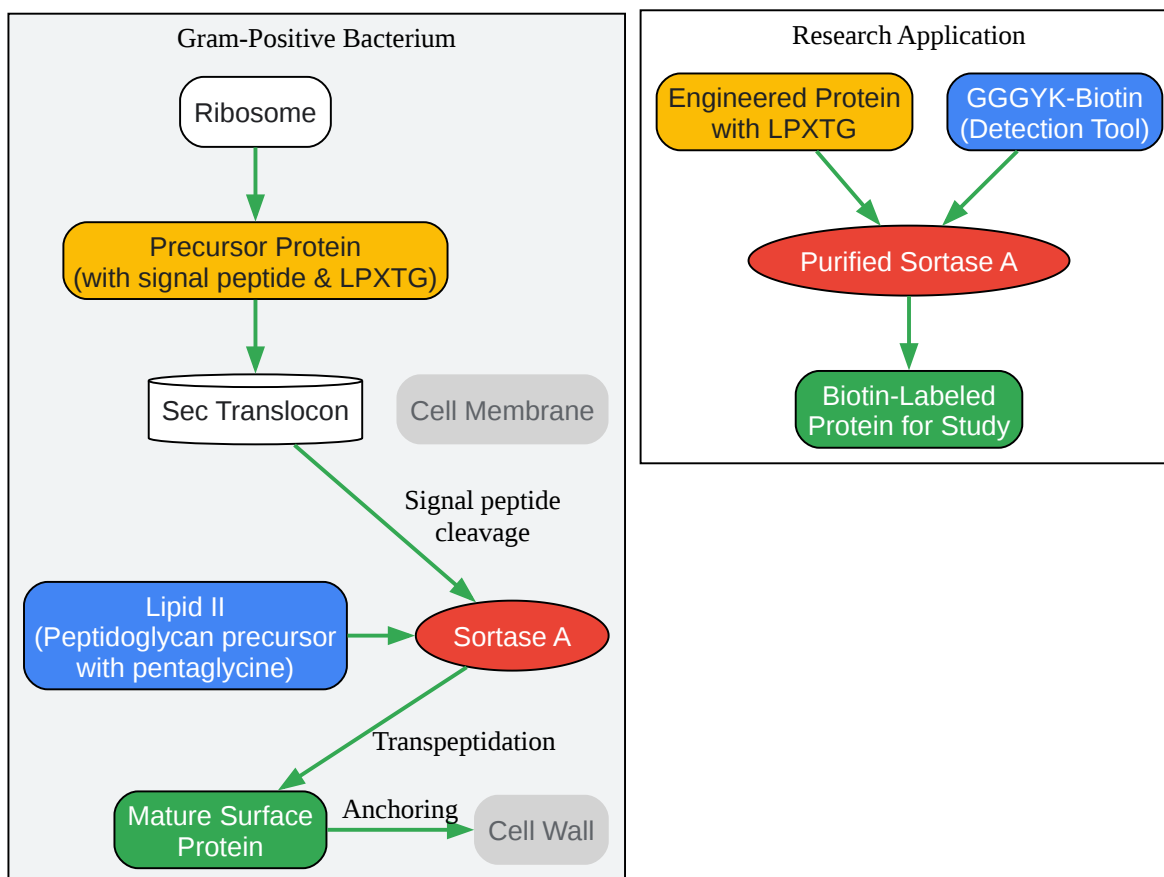 Gram-Positive Bacterium
Ribosome
Precursor Protein
(with signal peptide & LPXTG)
Sec Translocon
Cell Membrane
Signal peptide
cleavage
Lipid II
(Peptidoglycan precursor
with pentaglycine)
Sortase A
Transpeptidation
Mature Surface
Protein
Anchoring
Cell Wall
Research Application
Engineered Protein
with LPXTG
GGGYK-Biotin
(Detection Tool)
Purified Sortase A
Biotin-Labeled
Protein for Study